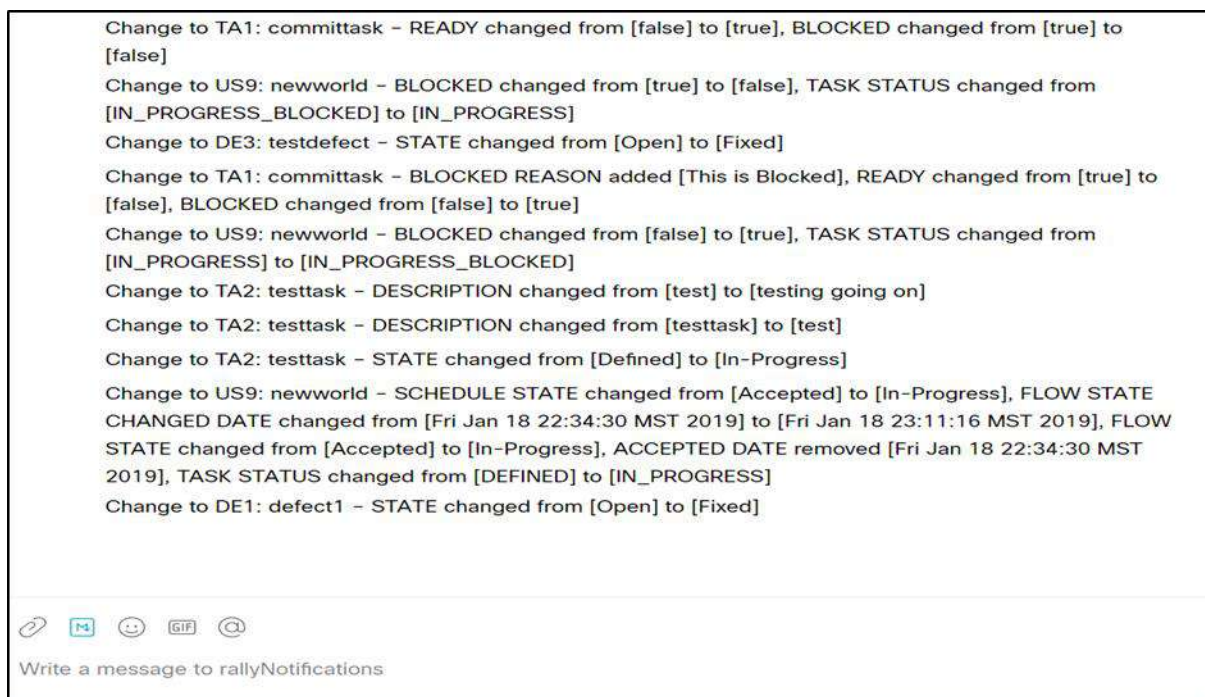 Change to TA1: committask – READY changed from [false] to [true], BLOCKED changed from [true] to
[false]
Change to US9: newworld – BLOCKED changed from [true] to [false], TASK STATUS changed from
[IN_PROGRESS_BLOCKED] to [IN_PROGRESS]
Change to DE3: testdefect – STATE changed from [Open] to [Fixed]
Change to TA1: committask – BLOCKED REASON added [This is Blocked], READY changed from [true] to
[false], BLOCKED changed from [false] to [true]
Change to US9: newworld – BLOCKED changed from [false] to [true], TASK STATUS changed from
[IN_PROGRESS] to [IN_PROGRESS_BLOCKED]
Change to TA2: testtask – DESCRIPTION changed from [test] to [testing going on]
Change to TA2: testtask – DESCRIPTION changed from [testtask] to [test]
Change to TA2: testtask – STATE changed from [Defined] to [In-Progress]
Change to US9: newworld – SCHEDULE STATE changed from [Accepted] to [In-Progress], FLOW STATE
CHANGED DATE changed from [Fri Jan 18 22:34:30 MST 2019] to [Fri Jan 18 23:11:16 MST 2019], FLOW
STATE changed from [Accepted] to [In-Progress], ACCEPTED DATE removed [Fri Jan 18 22:34:30 MST
2019], TASK STATUS changed from [DEFINED] to [IN_PROGRESS]
Change to DE1: defect1 – STATE changed from [Open] to [Fixed]
GIF
Write a message to rallyNotifications